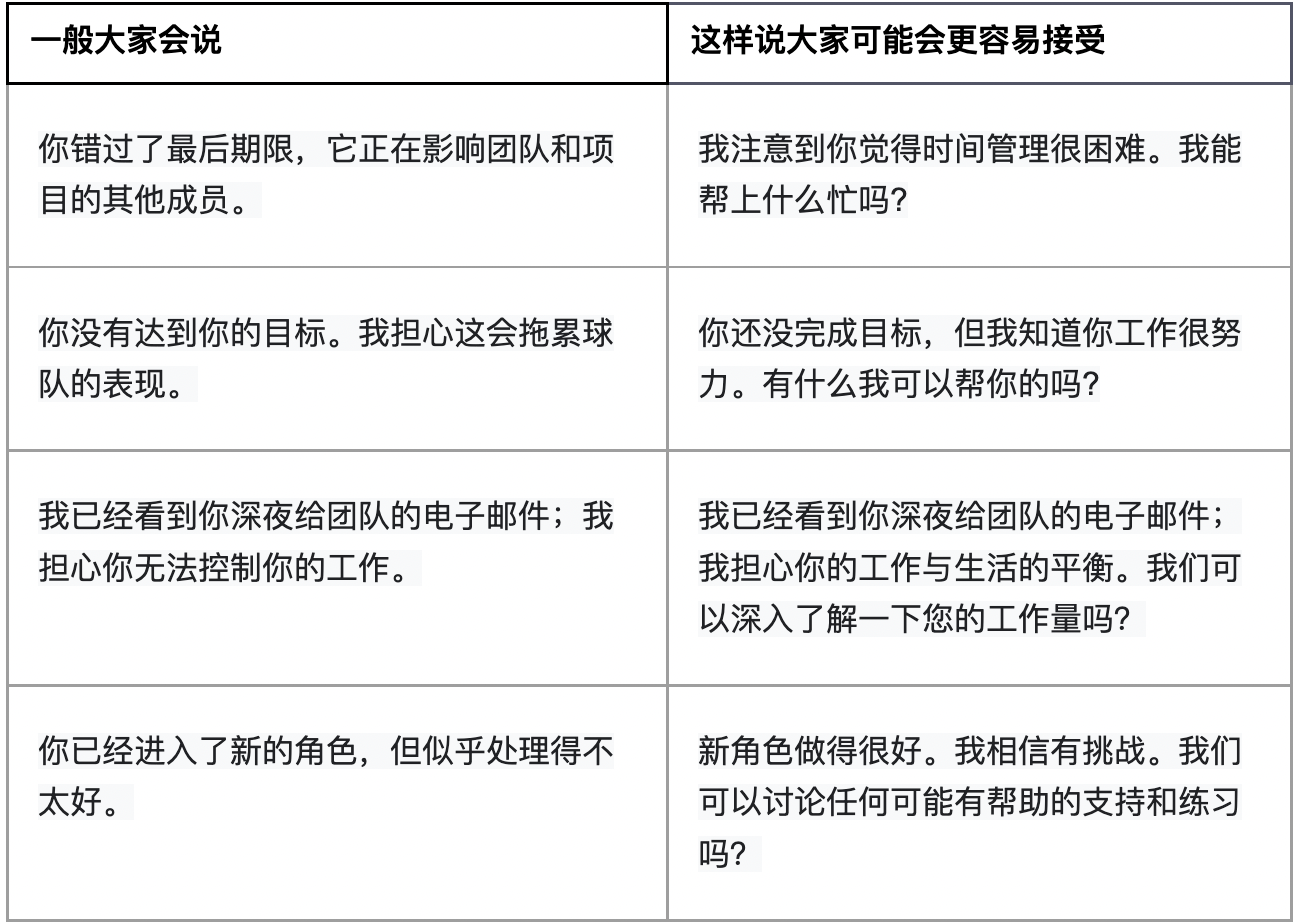 一般大家会说
这样说大家可能会更容易接受
你错过了最后期限，它正在影响团队和项
目的其他成员。
我注意到你觉得时间管理很困难。我能
帮上什么忙吗?
你没有达到你的目标。我担心这会拖累球
队的表现。
你还没完成目标，但我知道你工作很努
力。有什么我可以帮你的吗?
我已经看到你深夜给团队的电子邮件；我
担心你无法控制你的工作。
我已经看到你深夜给团队的电子邮件；
我担心你的工作与生活的平衡。我们可
以深入了解一下您的工作量吗？
你已经进入了新的角色，但似乎处理得不
太好。
新角色做得很好。我相信有挑战。我们
可以讨论任何可能有帮助的支持和练习
吗？